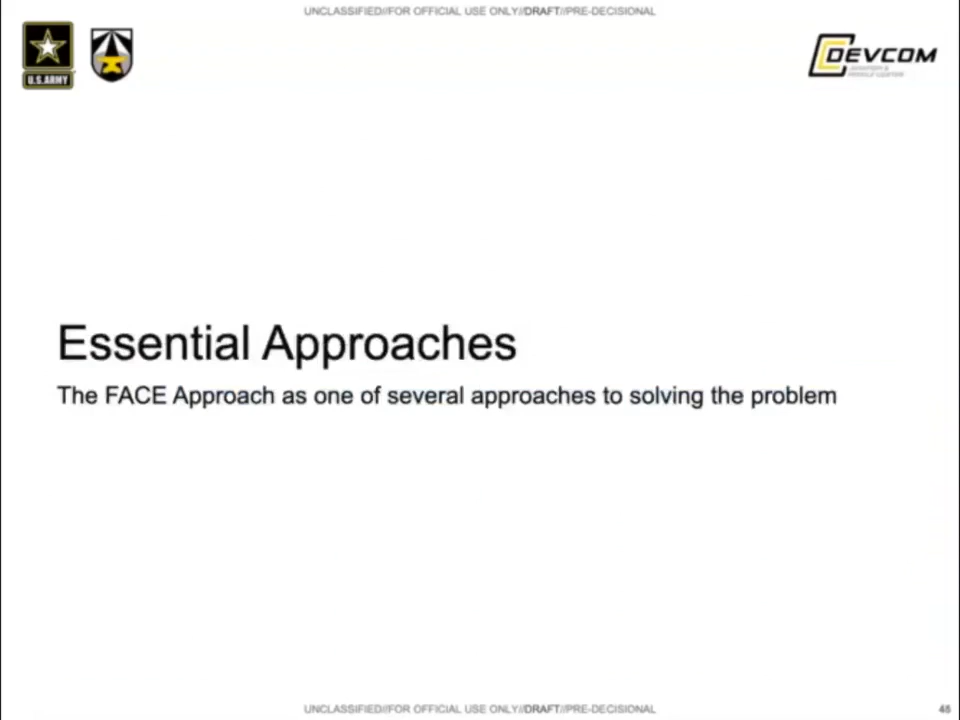 UNCLASSIFIED//FOR OFFICIAL USE ONLY//DRAFT//PRE-DECISIONAL
U.S.ARMY
DEVCOM
Essential Approaches
The FACE Approach as one of several approaches to solving the problem
UNCLASSIFIED//FOR OFFICIAL USE ONLY//DRAFT//PRE-DECISIONAL